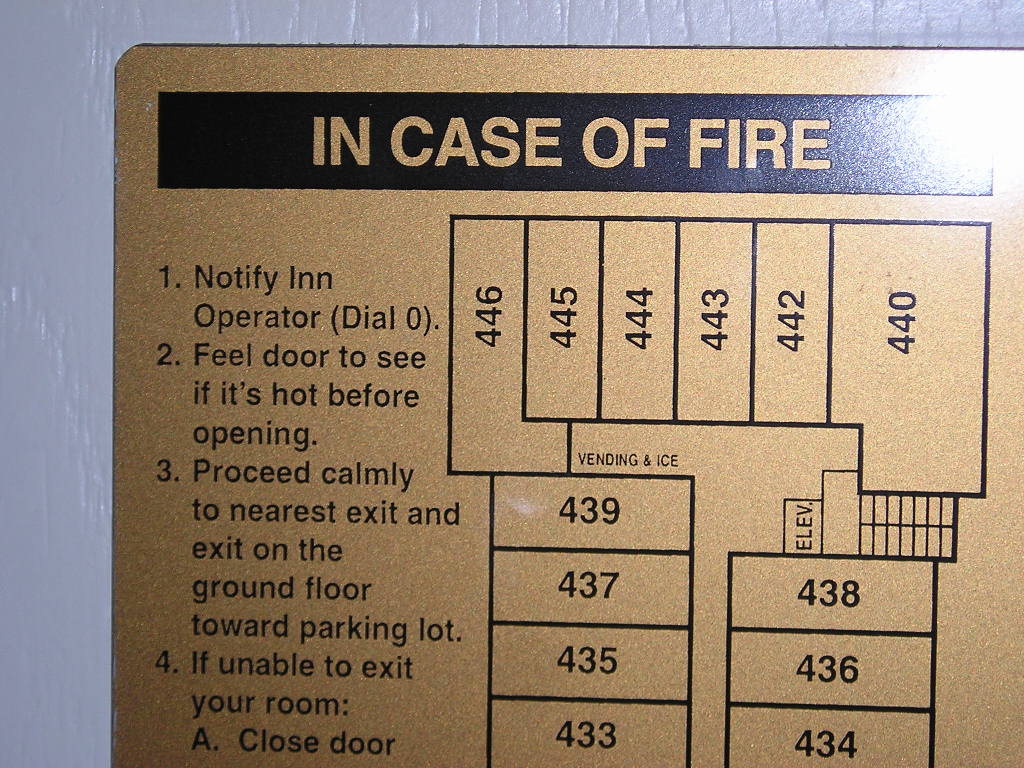 IN CASE OF FIRE
1. Notify Inn
Operator (Dial 0).
2. Feel door to see
if it's hot before
opening.
3. Proceed calmly
to nearest exit and
exit on the
ground floor
toward parking lot.
4. If unable to exit
your room:
A. Close door
446 445 444 443 442 440
VENDING & ICE
ELEV.
439
437
435
433
438
436
434